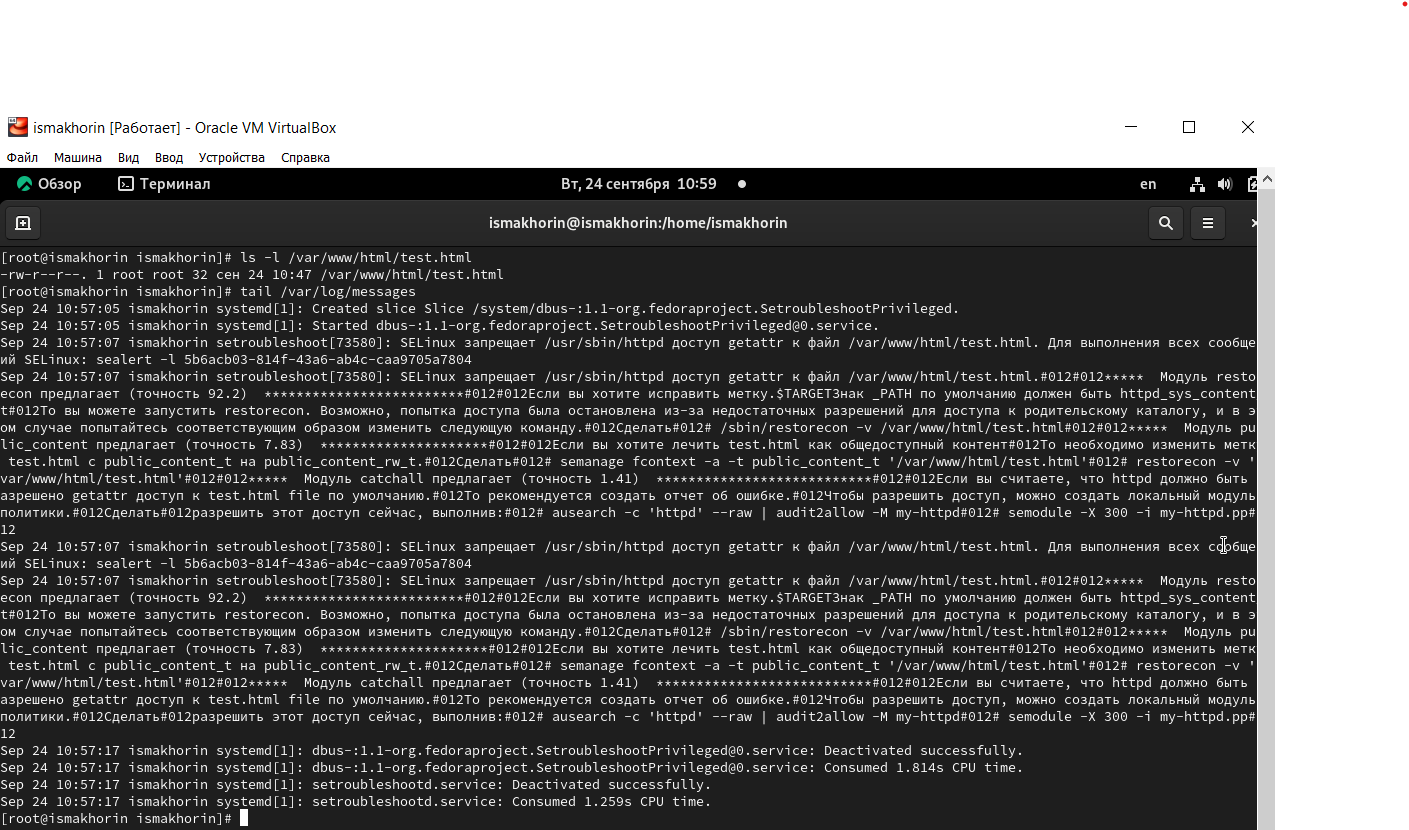 ismakhorin [Работает] - Oracle VM VirtualBox
Файл Машина Вид Ввод Устройства Справка
Обзор Терминал Вт, 24 сентября 10:59 en
ismakhorin@ismakhorin:/home/ismakhorin
[root@ismakhorin ismakhorin]# ls -l /var/www/html/test.html
-rw-r--r--. 1 root root 32 сен 24 10:47 /var/www/html/test.html
[root@ismakhorin ismakhorin]# tail /var/log/messages
Sep 24 10:57:05 ismakhorin systemd[1]: Created slice Slice /system/dbus-:1.1-org.fedoraproject.SetroubleshootPrivileged.
Sep 24 10:57:05 ismakhorin systemd[1]: Started dbus-:1.1-org.fedoraproject.SetroubleshootPrivileged@0.service.
Sep 24 10:57:07 ismakhorin setroubleshoot[73580]: SELinux запрещает /usr/sbin/httpd доступ getattr к файл /var/www/html/test.html. Для выполнения всех сообще
ий SELinux: sealert -l 5b6acb03-814f-43a6-ab4c-caa9705a7804
Sep 24 10:57:07 ismakhorin setroubleshoot[73580]: SELinux запрещает /usr/sbin/httpd доступ getattr к файл /var/www/html/test.html.#012#012***** Модуль resto
econ предлагает (точность 92.2) *************************#012#012Если вы хотите исправить метку.$TARGETЗнак _PATH по умолчанию должен быть httpd_sys_content
t#012То вы можете запустить restorecon. Возможно, попытка доступа была остановлена из-за недостаточных разрешений для доступа к родительскому каталогу, и в э
ом случае попытайтесь соответствующим образом изменить следующую команду.#012Сделать#012# /sbin/restorecon -v /var/www/html/test.html#012#012***** Модуль pu
lic_content предлагает (точность 7.83) *********************#012#012Если вы хотите лечить test.html как общедоступный контент#012То необходимо изменить метк
test.html с public_content_t на public_content_rw_t.#012Сделать#012# semanage fcontext -a -t public_content_t '/var/www/html/test.html'#012# restorecon -v '
var/www/html/test.html'#012#012***** Модуль catchall предлагает (точность 1.41) ***************************#012#012Если вы считаете, что httpd должно быть
азрешено getattr доступ к test.html file по умолчанию.#012То рекомендуется создать отчет об ошибке.#012Чтобы разрешить доступ, можно создать локальный модуль
политики.#012Сделать#012разрешить этот доступ сейчас, выполнив:#012# ausearch -c 'httpd' --raw | audit2allow -M my-httpd#012# semodule -X 300 -i my-httpd.pp#
12
Sep 24 10:57:07 ismakhorin setroubleshoot[73580]: SELinux запрещает /usr/sbin/httpd доступ getattr к файл /var/www/html/test.html. Для выполнения всех сообще
ий SELinux: sealert -l 5b6acb03-814f-43a6-ab4c-caa9705a7804
Sep 24 10:57:07 ismakhorin setroubleshoot[73580]: SELinux запрещает /usr/sbin/httpd доступ getattr к файл /var/www/html/test.html.#012#012***** Модуль resto
econ предлагает (точность 92.2) *************************#012#012Если вы хотите исправить метку.$TARGETЗнак _PATH по умолчанию должен быть httpd_sys_content
t#012То вы можете запустить restorecon. Возможно, попытка доступа была остановлена из-за недостаточных разрешений для доступа к родительскому каталогу, и в э
ом случае попытайтесь соответствующим образом изменить следующую команду.#012Сделать#012# /sbin/restorecon -v /var/www/html/test.html#012#012***** Модуль pu
lic_content предлагает (точность 7.83) *********************#012#012Если вы хотите лечить test.html как общедоступный контент#012То необходимо изменить метк
test.html с public_content_t на public_content_rw_t.#012Сделать#012# semanage fcontext -a -t public_content_t '/var/www/html/test.html'#012# restorecon -v '
var/www/html/test.html'#012#012***** Модуль catchall предлагает (точность 1.41) ***************************#012#012Если вы считаете, что httpd должно быть
азрешено getattr доступ к test.html file по умолчанию.#012То рекомендуется создать отчет об ошибке.#012Чтобы разрешить доступ, можно создать локальный модуль
политики.#012Сделать#012разрешить этот доступ сейчас, выполнив:#012# ausearch -c 'httpd' --raw | audit2allow -M my-httpd#012# semodule -X 300 -i my-httpd.pp#
12
Sep 24 10:57:17 ismakhorin systemd[1]: dbus-:1.1-org.fedoraproject.SetroubleshootPrivileged@0.service: Deactivated successfully.
Sep 24 10:57:17 ismakhorin systemd[1]: dbus-:1.1-org.fedoraproject.SetroubleshootPrivileged@0.service: Consumed 1.814s CPU time.
Sep 24 10:57:17 ismakhorin systemd[1]: setroubleshootd.service: Deactivated successfully.
Sep 24 10:57:17 ismakhorin systemd[1]: setroubleshootd.service: Consumed 1.259s CPU time.
[root@ismakhorin ismakhorin]#